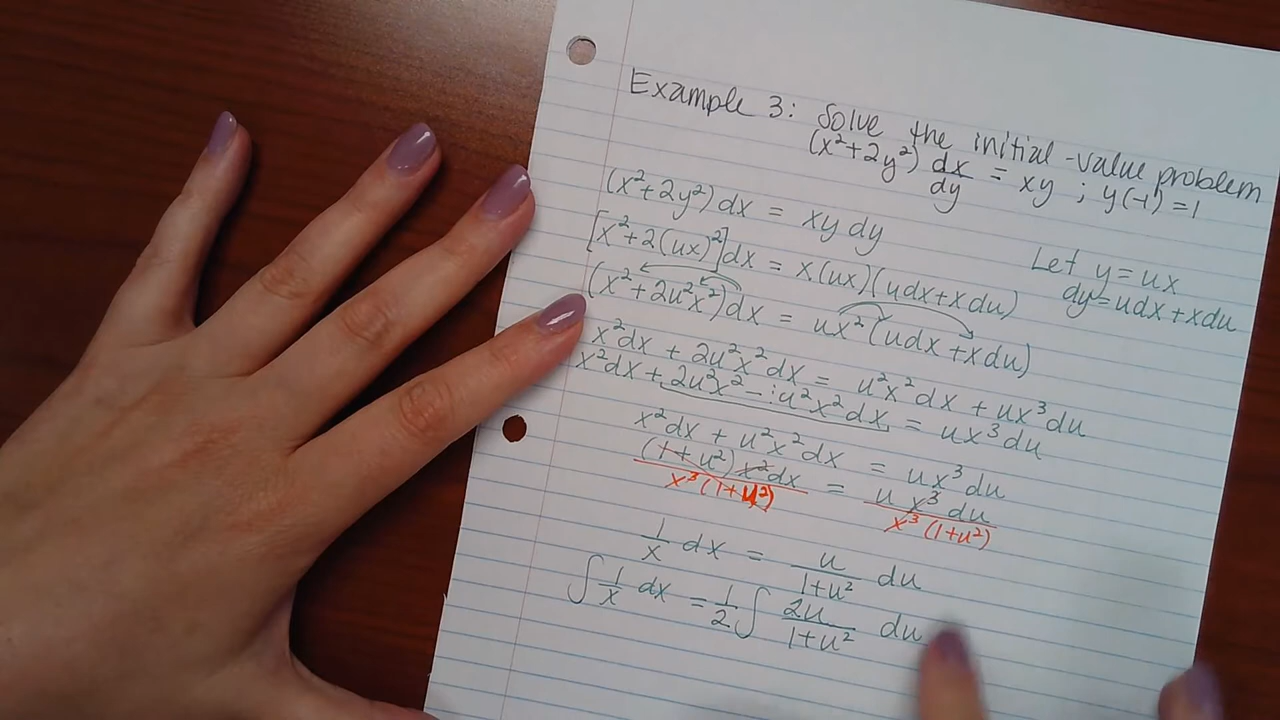 Example 3: Solve the initial-value problem
(x²+2y²) dx/dy = xy ; y(-1)=1
(x²+2y²)dx = xy dy
Let y=ux
[x²+2(ux)²]dx = x(ux)(udx+xdu)
dy=udx+xdu
(x²+2u²x²)dx = ux²(udx+xdu)
x²dx + 2u²x²dx = u²x²dx + ux³du
x²dx + 2u²x² - u²x²dx = ux³du
x²dx + u²x²dx = ux³du
(1+u²)x²dx / x³(1+u²) = ux³du / x³(1+u²)
1/x dx = u/1+u² du
∫ 1/x dx = 1/2 ∫ 2u/1+u² du